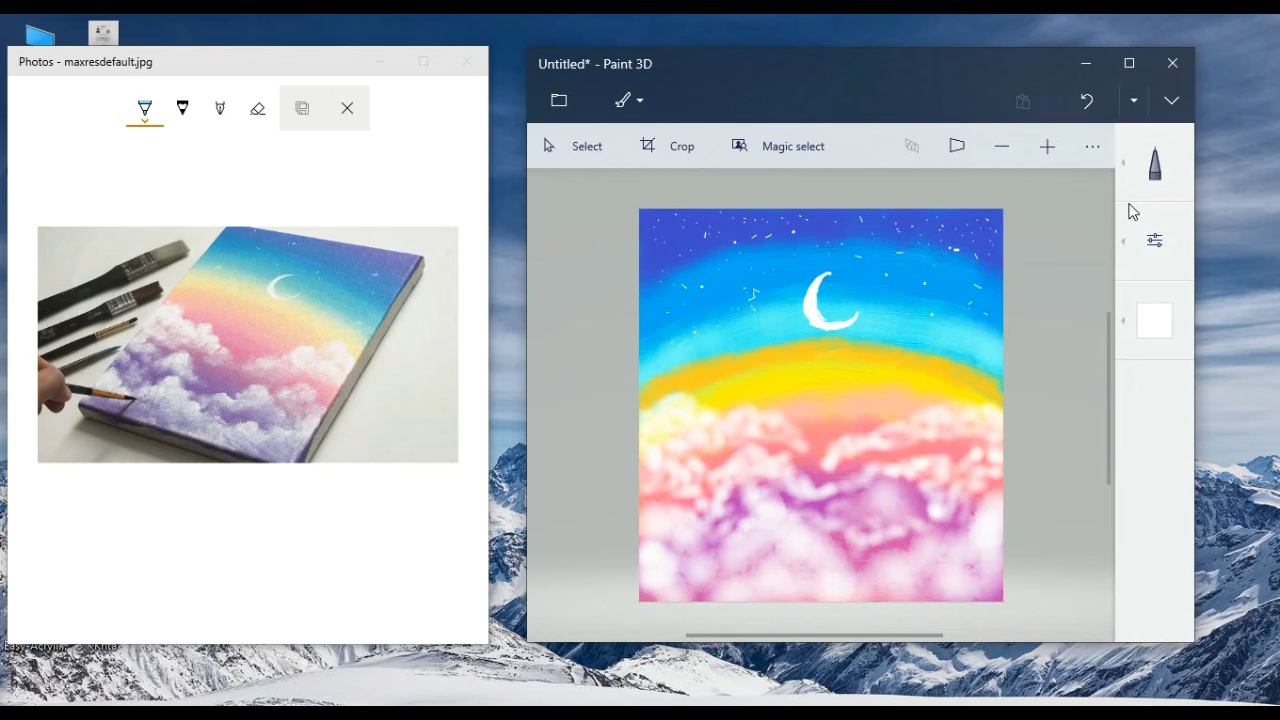 Photos - maxresdefault.jpg
Untitled* - Paint 3D
Select
Crop
Magic select